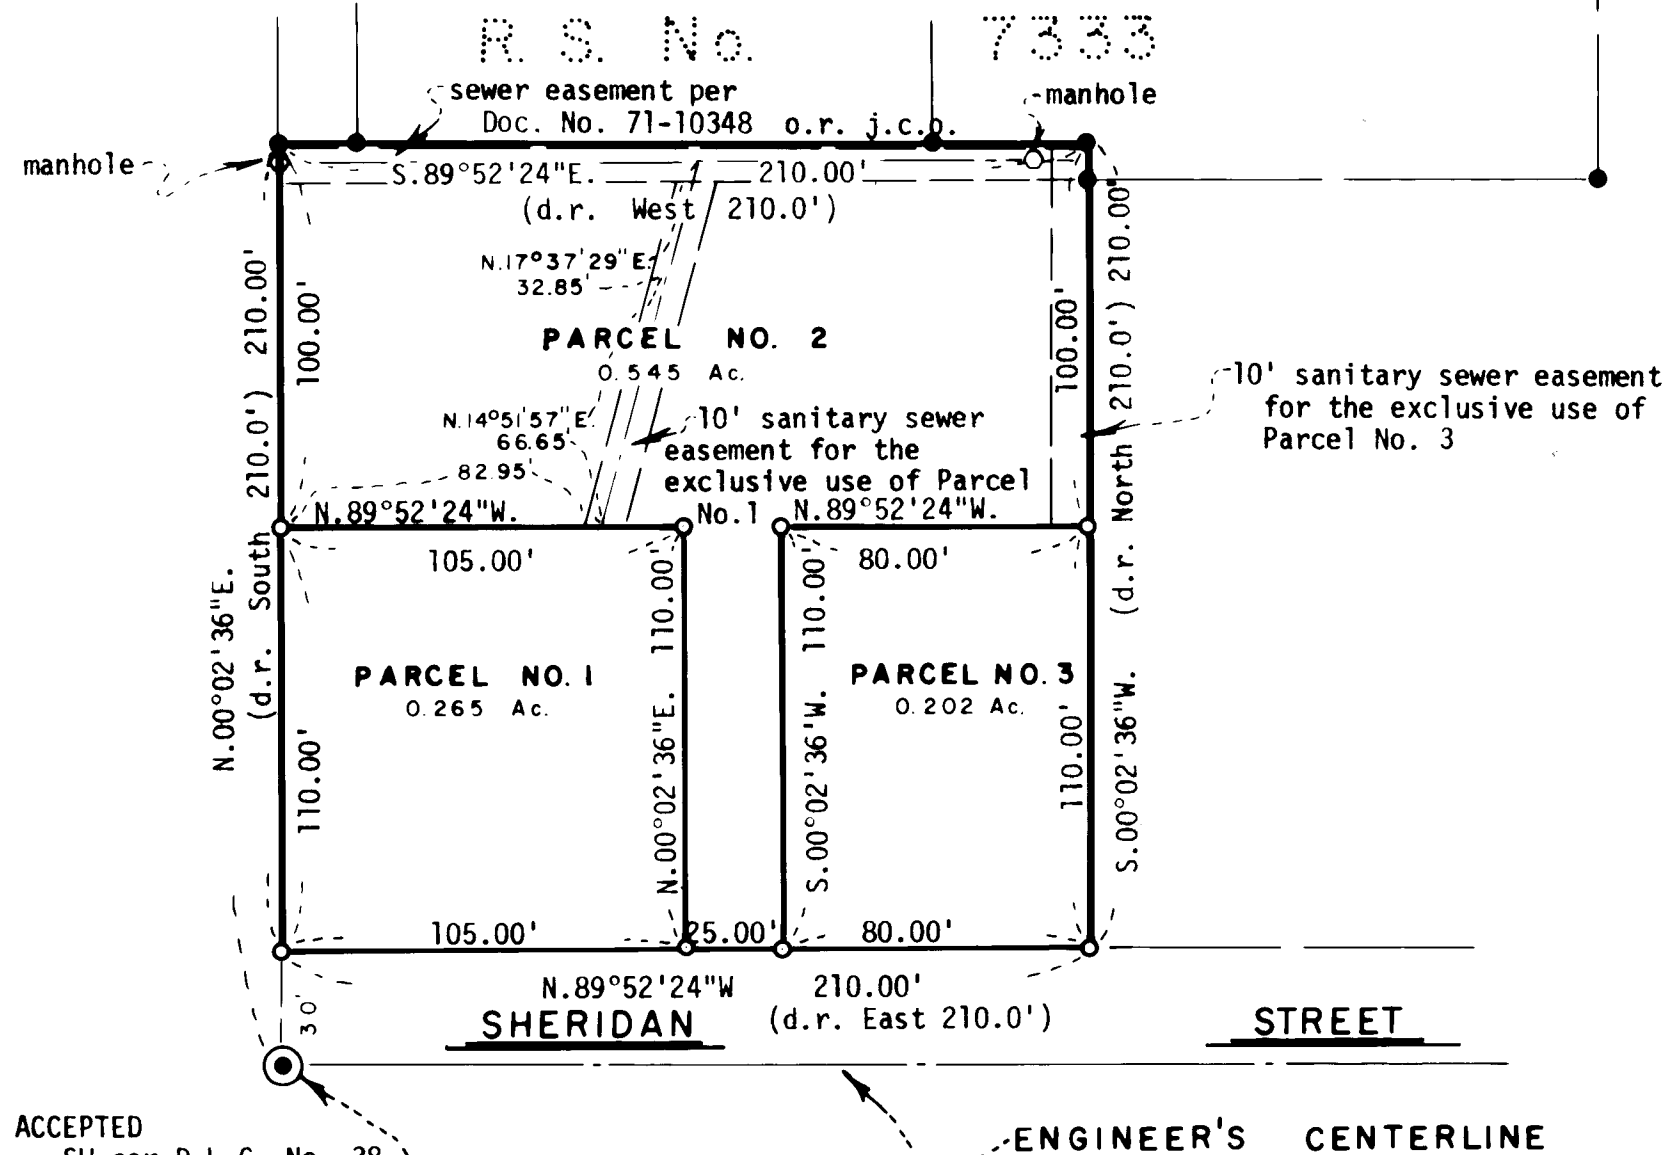 R. S. No. 7333
sewer easement per
Doc. No. 71-10348 o.r. j.c.o.
manhole
manhole
S.89°52'24"E. 210.00'
(d.r. West 210.0')
N.17°37'29"E.
32.85'
PARCEL NO. 2
0.545 Ac.
N.14°51'57"E.
66.65'
82.95'
10' sanitary sewer
easement for the
exclusive use of Parcel
No.1
N.89°52'24"W.
N.89°52'24"W.
10' sanitary sewer easement
for the exclusive use of
Parcel No. 3
100.00'
100.00'
N.00°02'36"E.
(d.r. South 210.0') 210.00'
(d.r. North 210.0') 210.00'
S.00°02'36"W.
105.00'
80.00'
110.00'
110.00'
PARCEL NO. 1
0.265 Ac.
PARCEL NO. 3
0.202 Ac.
N.00°02'36"E.
S.00°02'36"W.
110.00'
110.00'
105.00'
25.00'
80.00'
N.89°52'24"W 210.00'
(d.r. East 210.0')
SHERIDAN STREET
30'
ACCEPTED
ENGINEER'S CENTERLINE